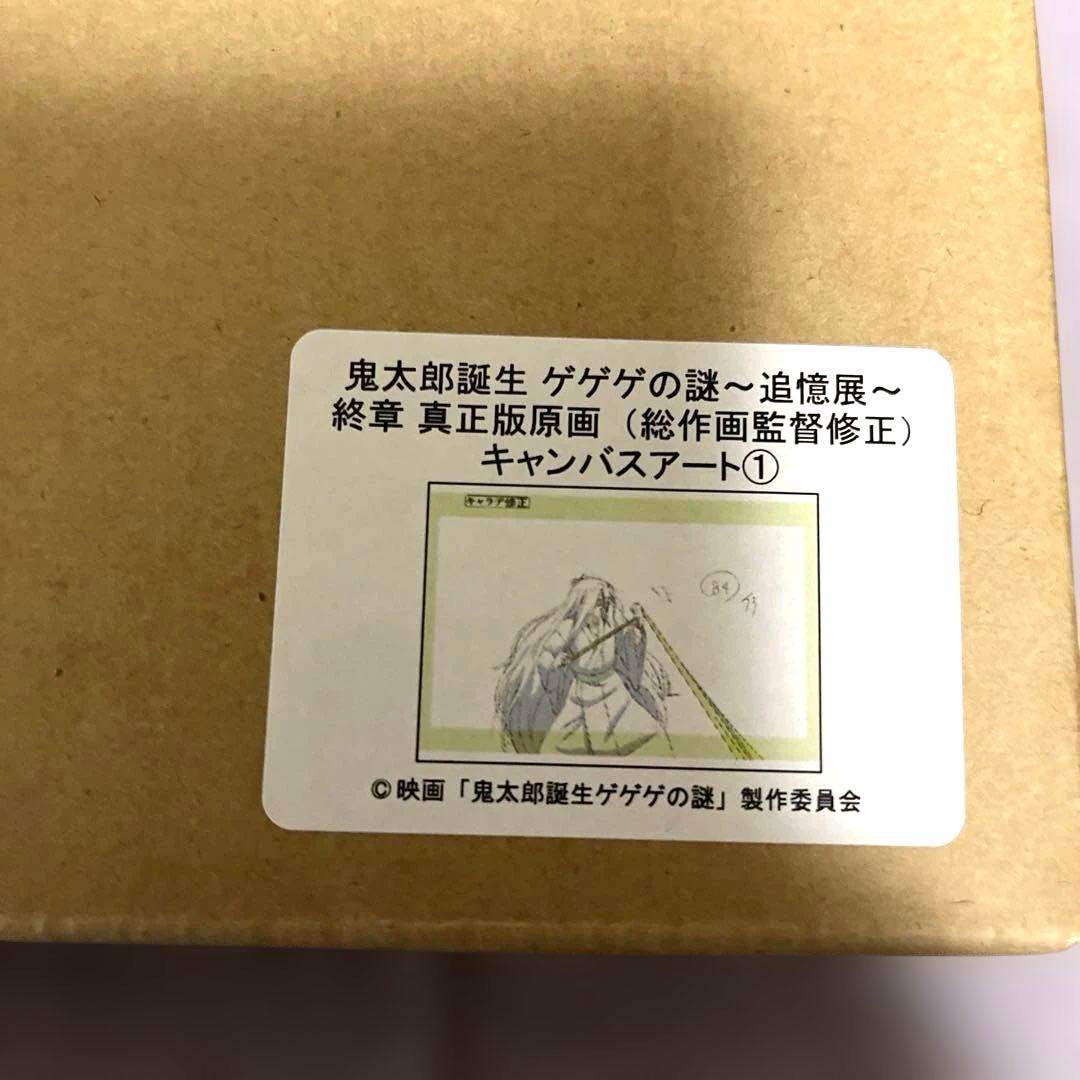 鬼太郎誕生 ゲゲゲの謎～追憶展～
終章 真正版原画（総作画監督修正）
キャンバスアート①
キャラデ修正
84
©映画「鬼太郎誕生ゲゲゲの謎」製作委員会